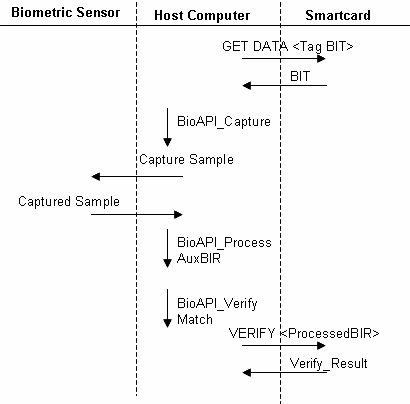 Biometric Sensor Host Computer Smartcard
GET DATA <Tag BIT>
BIT
BioAPI_Capture
Capture Sample
Captured Sample
BioAPI_Process
AuxBIR
BioAPI_Verify
Match
VERIFY <ProcessedBIR>
Verify_Result